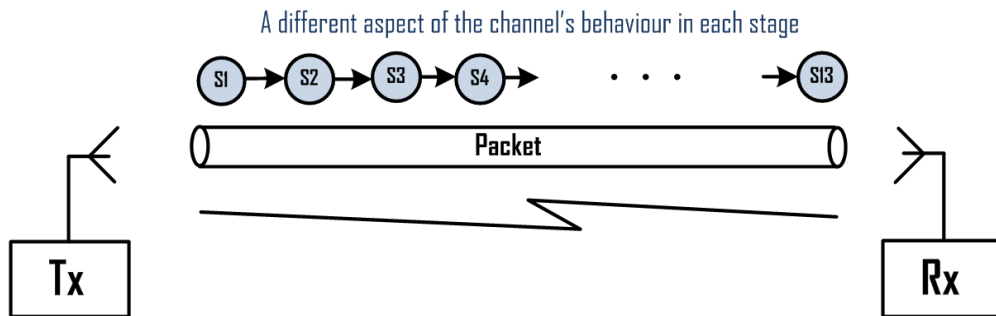 A different aspect of the channel's behaviour in each stage
S1 S2 S3 S4 . . . S13
Packet
Tx Rx